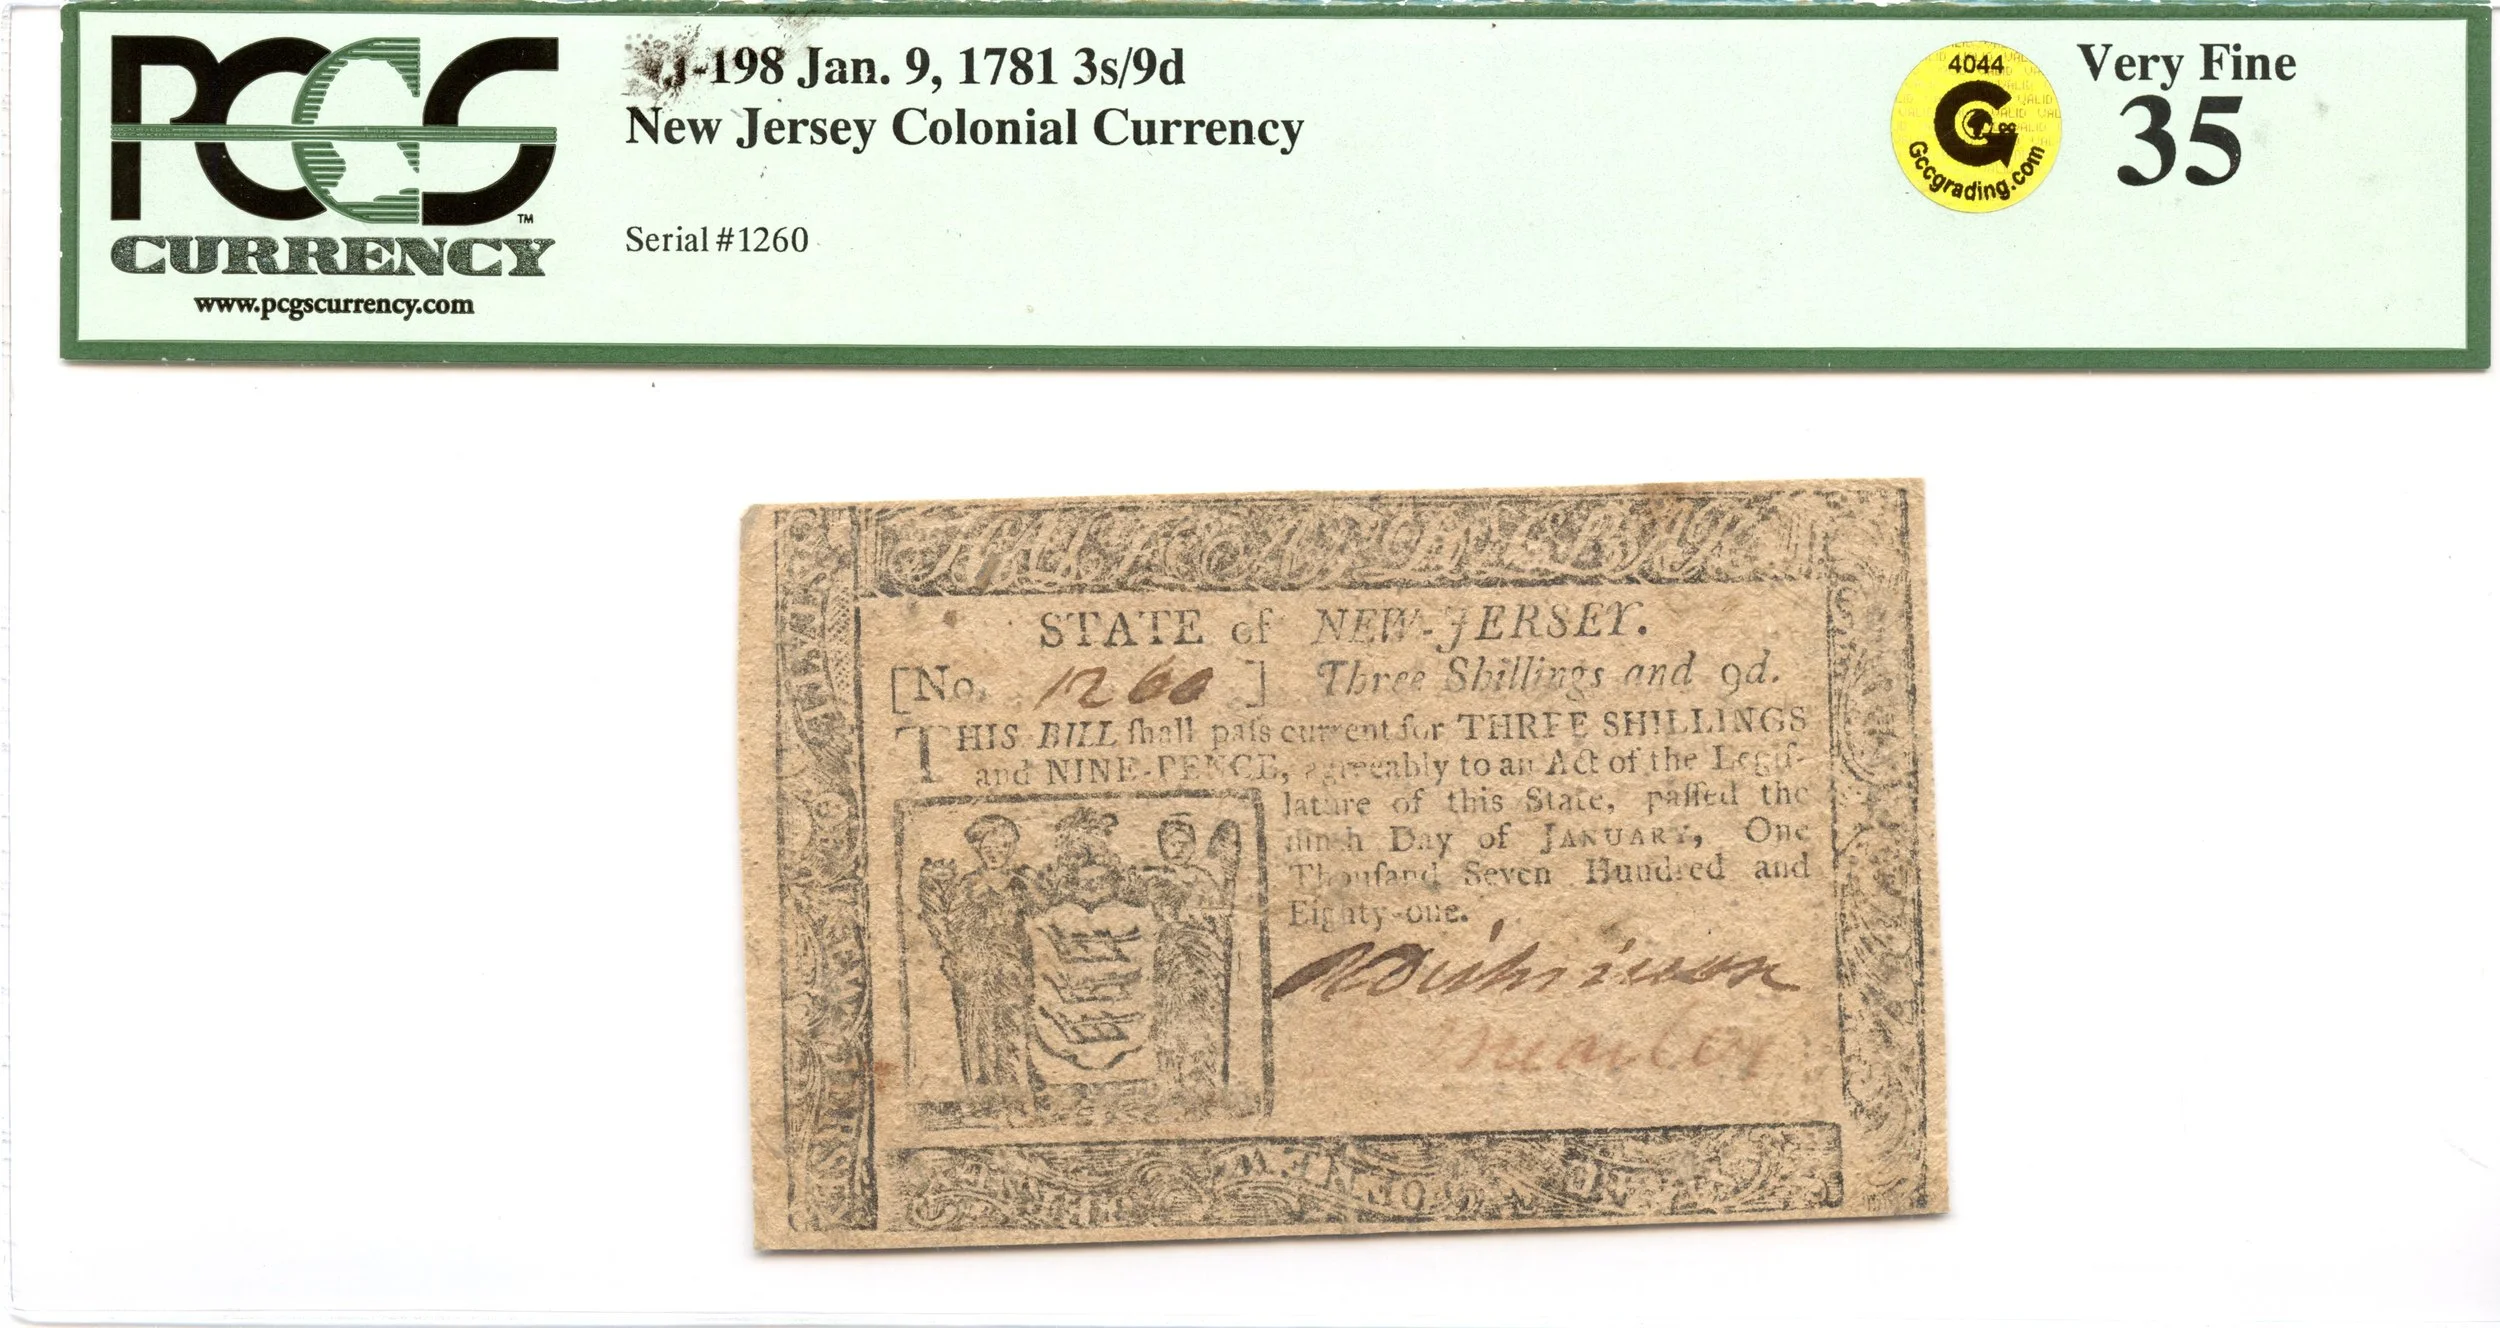 PCGS
TM
CURRENCY
www.pcgscurrency.com
-198 Jan. 9, 1781 3s/9d
New Jersey Colonial Currency
Serial #1260
4044
Gccgrading.com
Very Fine
35
STATE of NEW-JERSEY.
[No. 1260 ] Three Shillings and 9d.
THIS BILL ſhall paſs current for THREE SHILLINGS
and NINE-PENCE, agreeably to an Act of the Legiſ-
lature of this State, paſſed the
ninth Day of JANUARY, One
Thouſand Seven Hundred and
Eighty-one.